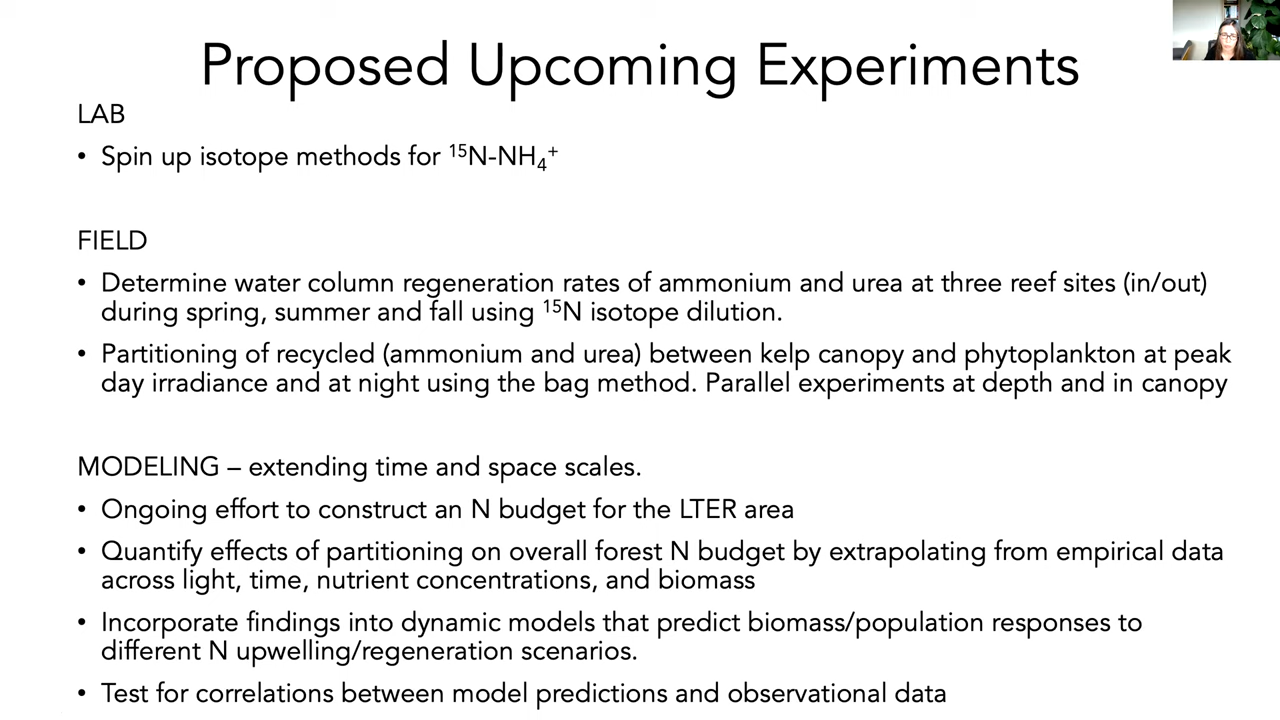 Proposed Upcoming Experiments
LAB
• Spin up isotope methods for ¹⁵N-NH₄⁺
FIELD
• Determine water column regeneration rates of ammonium and urea at three reef sites (in/out)
during spring, summer and fall using ¹⁵N isotope dilution.
• Partitioning of recycled (ammonium and urea) between kelp canopy and phytoplankton at peak
day irradiance and at night using the bag method. Parallel experiments at depth and in canopy
MODELING – extending time and space scales.
• Ongoing effort to construct an N budget for the LTER area
• Quantify effects of partitioning on overall forest N budget by extrapolating from empirical data
across light, time, nutrient concentrations, and biomass
• Incorporate findings into dynamic models that predict biomass/population responses to
different N upwelling/regeneration scenarios.
• Test for correlations between model predictions and observational data